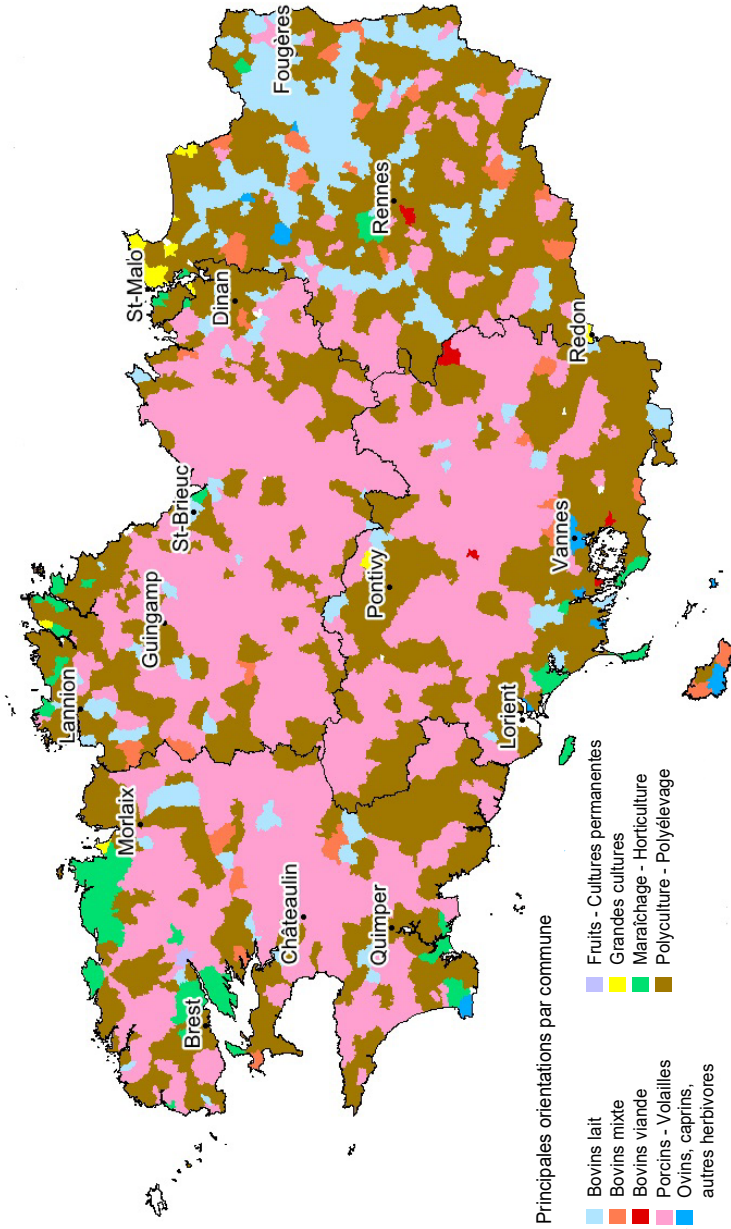 Fougères
St-Malo
Dinan
Rennes
Redon
St-Brieuc
Guingamp
Lannion
Pontivy
Vannes
Lorient
Morlaix
Châteaulin
Quimper
Brest
Principales orientations par commune
Bovins lait
Bovins mixte
Bovins viande
Porcins - Volailles
Ovins, caprins,
autres herbivores
Fruits - Cultures permanentes
Grandes cultures
Maraîchage - Horticulture
Polyculture - Polyélevage